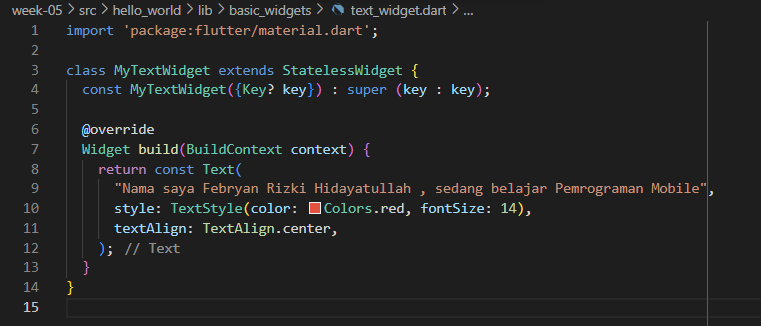 week-05 > src > hello_world > lib > basic_widgets > text_widget.dart > ...
1 import 'package:flutter/material.dart';
2
3 class MyTextWidget extends StatelessWidget {
4 const MyTextWidget({Key? key}) : super (key : key);
5
6 @override
7 Widget build(BuildContext context) {
8 return const Text(
9 "Nama saya Febryan Rizki Hidayatullah , sedang belajar Pemrograman Mobile",
10 style: TextStyle(color: Colors.red, fontSize: 14),
11 textAlign: TextAlign.center,
12 ); // Text
13 }
14 }
15